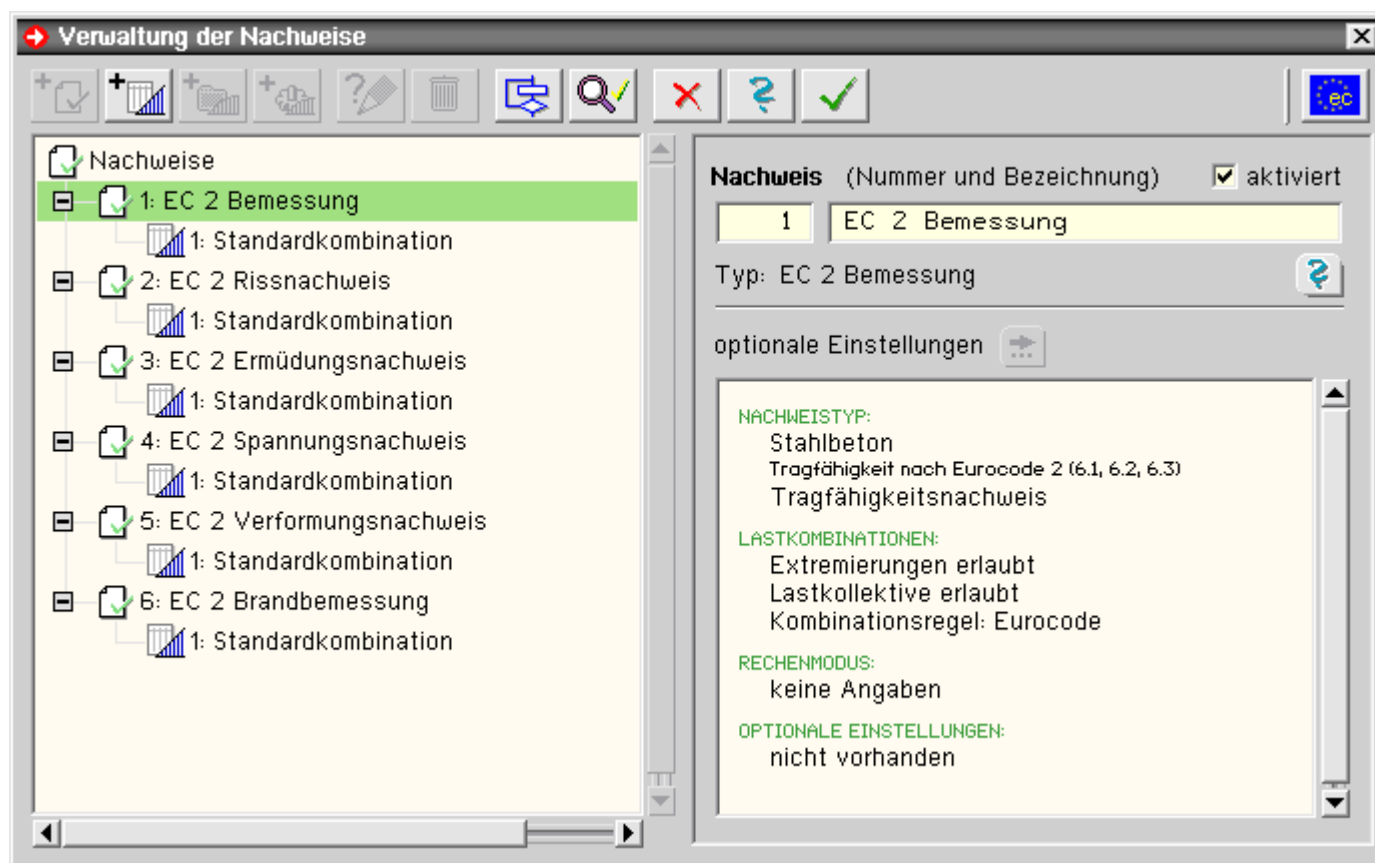 Verwaltung der Nachweise
ec
Nachweise
1: EC 2 Bemessung
1: Standardkombination
2: EC 2 Rissnachweis
1: Standardkombination
3: EC 2 Ermüdungsnachweis
1: Standardkombination
4: EC 2 Spannungsnachweis
1: Standardkombination
5: EC 2 Verformungsnachweis
1: Standardkombination
6: EC 2 Brandbemessung
1: Standardkombination
Nachweis (Nummer und Bezeichnung) aktiviert
1 EC 2 Bemessung
Typ: EC 2 Bemessung
optionale Einstellungen
NACHWEISTYP:
Stahlbeton
Tragfähigkeit nach Eurocode 2 (6.1, 6.2, 6.3)
Tragfähigkeitsnachweis
LASTKOMBINATIONEN:
Extremierungen erlaubt
Lastkollektive erlaubt
Kombinationsregel: Eurocode
RECHENMODUS:
keine Angaben
OPTIONALE EINSTELLUNGEN:
nicht vorhanden